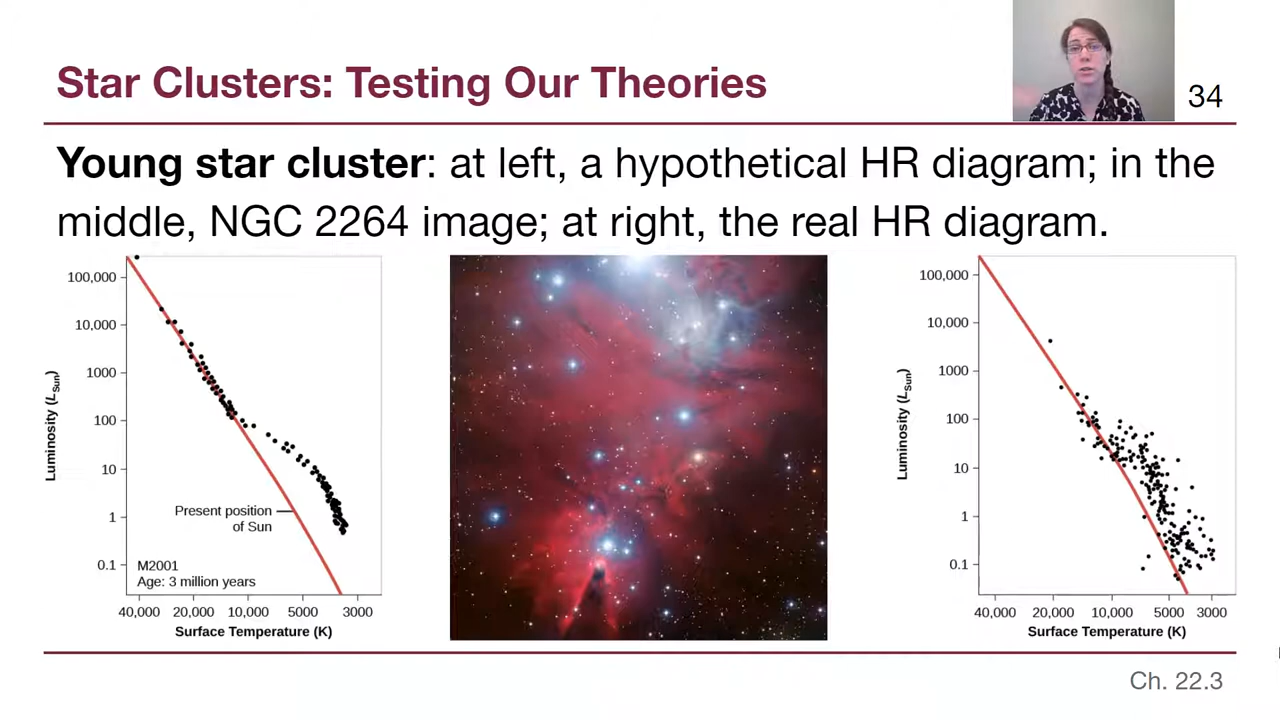 Star Clusters: Testing Our Theories
34
Young star cluster: at left, a hypothetical HR diagram; in the
middle, NGC 2264 image; at right, the real HR diagram.
Luminosity (LSun)
100,000
10,000
1000
100
10
1
0.1
Present position
of Sun
M2001
Age: 3 million years
40,000 20,000 10,000 5000 3000
Surface Temperature (K)
Luminosity (LSun)
100,000
10,000
1000
100
10
1
0.1
40,000 20,000 10,000 5000 3000
Surface Temperature (K)
Ch. 22.3